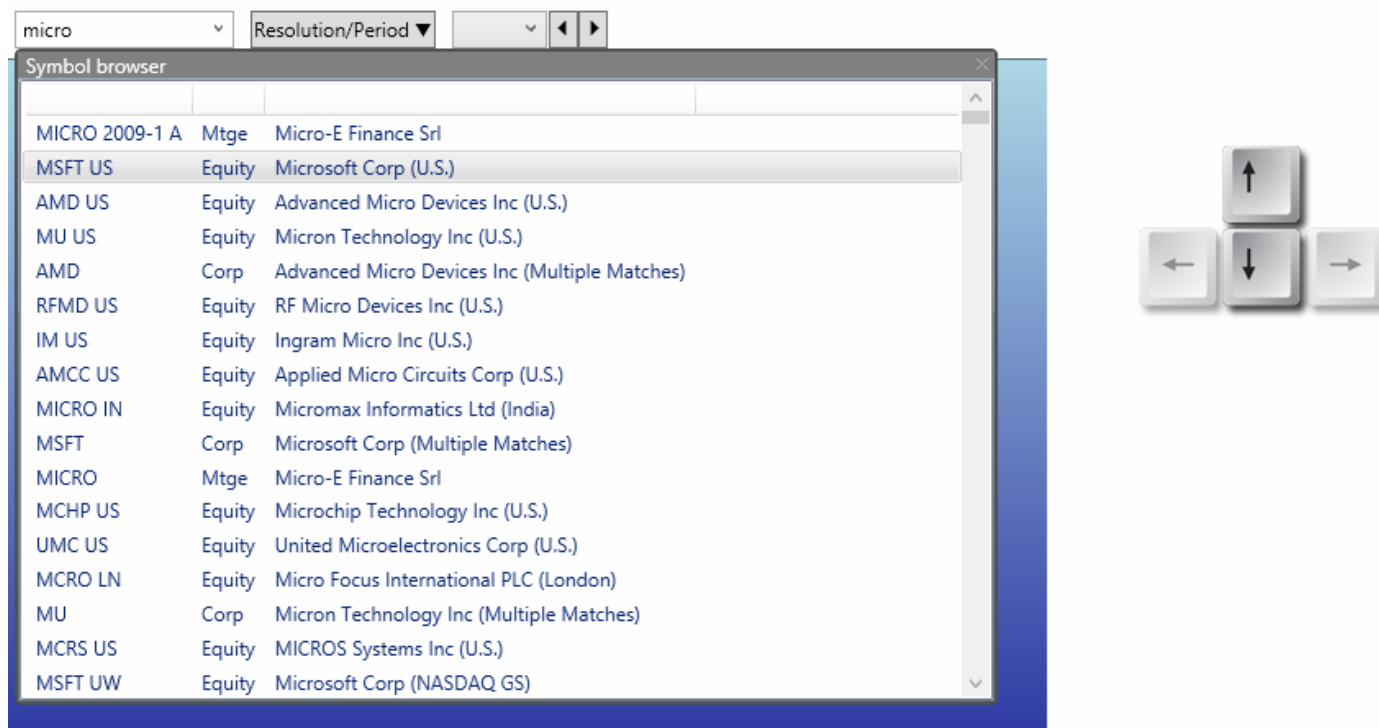 micro Resolution/Period ▼
Symbol browser
MICRO 2009-1 A Mtge Micro-E Finance Srl
MSFT US Equity Microsoft Corp (U.S.)
AMD US Equity Advanced Micro Devices Inc (U.S.)
MU US Equity Micron Technology Inc (U.S.)
AMD Corp Advanced Micro Devices Inc (Multiple Matches)
RFMD US Equity RF Micro Devices Inc (U.S.)
IM US Equity Ingram Micro Inc (U.S.)
AMCC US Equity Applied Micro Circuits Corp (U.S.)
MICRO IN Equity Micromax Informatics Ltd (India)
MSFT Corp Microsoft Corp (Multiple Matches)
MICRO Mtge Micro-E Finance Srl
MCHP US Equity Microchip Technology Inc (U.S.)
UMC US Equity United Microelectronics Corp (U.S.)
MCRO LN Equity Micro Focus International PLC (London)
MU Corp Micron Technology Inc (Multiple Matches)
MCRS US Equity MICROS Systems Inc (U.S.)
MSFT UW Equity Microsoft Corp (NASDAQ GS)